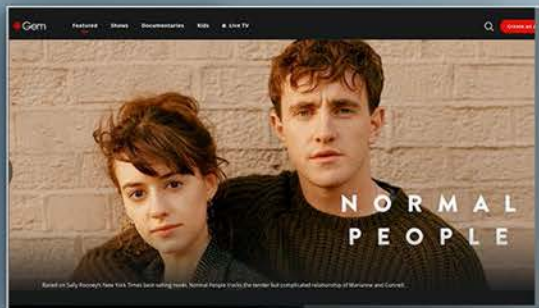 Gem
Featured Shows Documentaries Kids Live TV Create an
NORMAL
PEOPLE
Based on Sally Rooney's New York Times best-selling novel, Normal People tracks the tender but complicated relationship of Marianne and Connell.